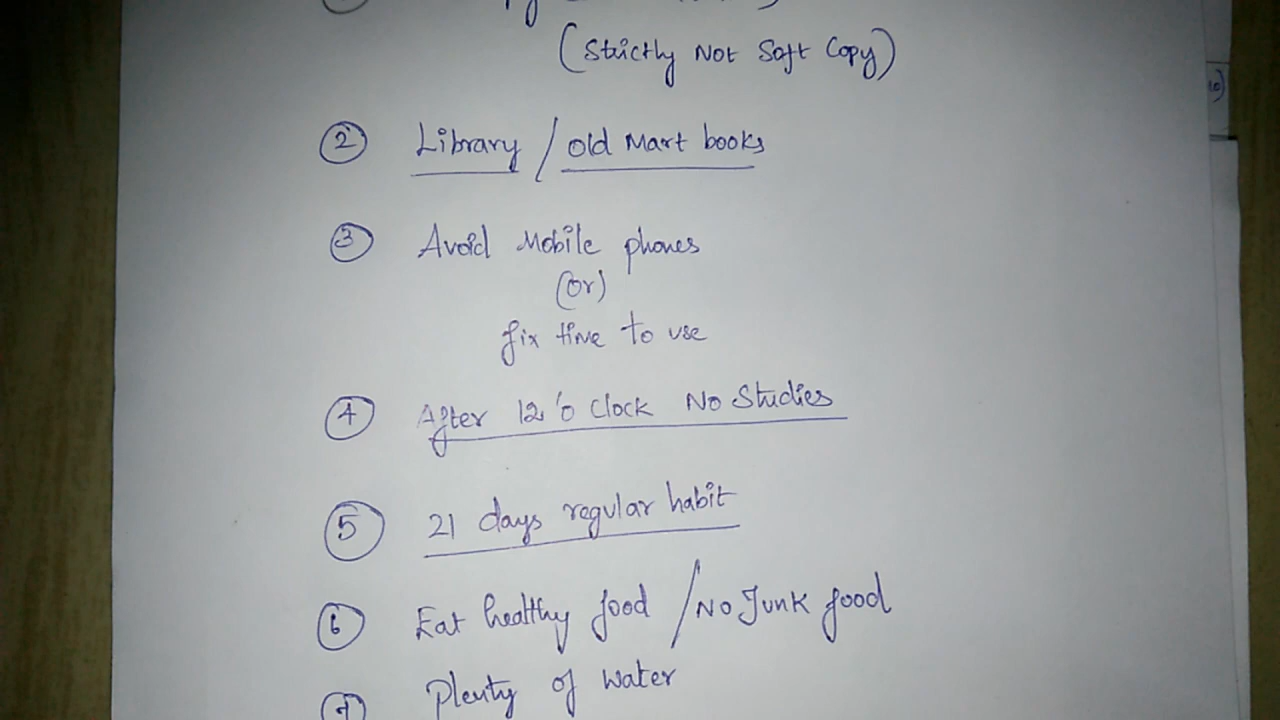 (Strictly Not Soft Copy)
② Library / old Mart books
③ Avoid Mobile phones
(or)
fix time to use
④ After 12 'o Clock No Studies
⑤ 21 days regular habit
⑥ Eat healthy food / No Junk food
⑦ Plenty of water